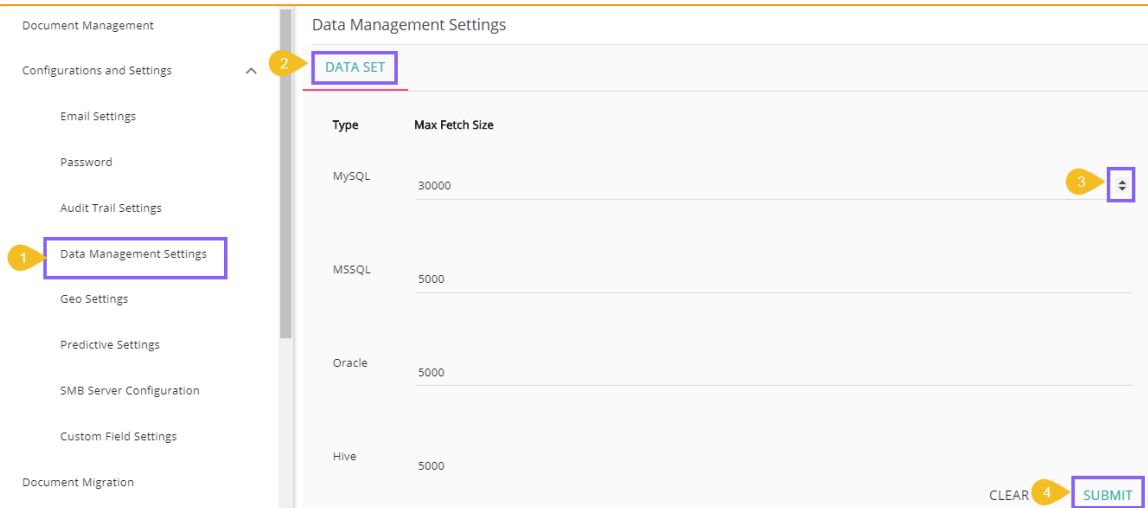 Document Management
Configurations and Settings
Email Settings
Password
Audit Trail Settings
1
Data Management Settings
Geo Settings
Predictive Settings
SMB Server Configuration
Custom Field Settings
Document Migration
Data Management Settings
2
DATA SET
Type Max Fetch Size
MySQL 30000
3
MSSQL 5000
Oracle 5000
Hive 5000
CLEAR 4 SUBMIT